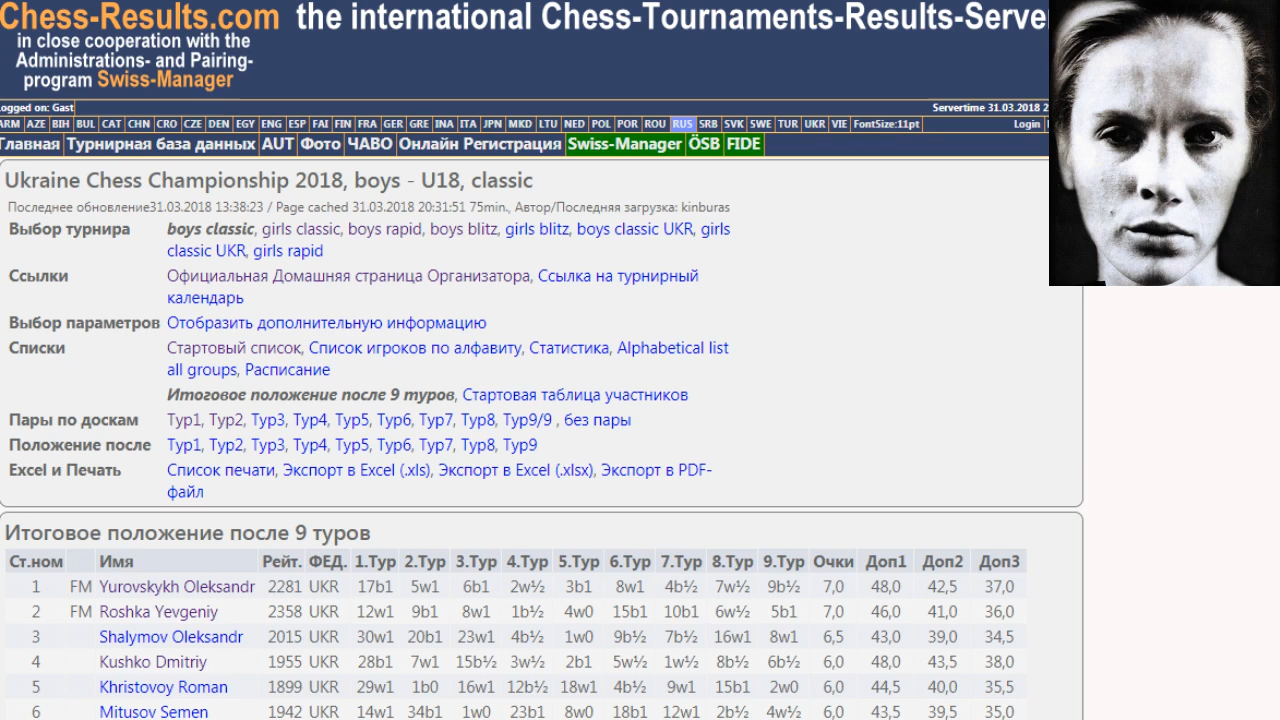 Chess-Results.com the international Chess-Tournaments-Results-Serve
in close cooperation with the
Administrations- and Pairing-
program Swiss-Manager
Logged on: Gast Servertime 31.03.2018 2
ARM AZE BIH BUL CAT CHN CRO CZE DEN EGY ENG ESP FAI FIN FRA GER GRE INA ITA JPN MKD LTU NED POL POR ROU RUS SRB SVK SWE TUR UKR VIE FontSize:11pt Login
Главная Турнирная база данных AUT Фото ЧАВО Онлайн Регистрация Swiss-Manager ÖSB FIDE
Ukraine Chess Championship 2018, boys - U18, classic
Последнее обновление31.03.2018 13:38:23 / Page cached 31.03.2018 20:31:51 75min., Автор/Последняя загрузка: kinburas
Выбор турнира boys classic, girls classic, boys rapid, boys blitz, girls blitz, boys classic UKR, girls
classic UKR, girls rapid
Ссылки Официальная Домашняя страница Организатора, Ссылка на турнирный
календарь
Выбор параметров Отобразить дополнительную информацию
Списки Стартовый список, Список игроков по алфавиту, Статистика, Alphabetical list
all groups, Расписание
Итоговое положение после 9 туров, Стартовая таблица участников
Пары по доскам Тур1, Тур2, Тур3, Тур4, Тур5, Тур6, Тур7, Тур8, Тур9/9 , без пары
Положение после Тур1, Тур2, Тур3, Тур4, Тур5, Тур6, Тур7, Тур8, Тур9
Excel и Печать Список печати, Экспорт в Excel (.xls), Экспорт в Excel (.xlsx), Экспорт в PDF-
файл
Итоговое положение после 9 туров
Ст.ном Имя Рейт. ФЕД. 1.Тур 2.Тур 3.Тур 4.Тур 5.Тур 6.Тур 7.Тур 8.Тур 9.Тур Очки Доп1 Доп2 Доп3
1 FM Yurovskykh Oleksandr 2281 UKR 17b1 5w1 6b1 2w½ 3b1 8w1 4b½ 7w½ 9b½ 7,0 48,0 42,5 37,0
2 FM Roshka Yevgeniy 2358 UKR 12w1 9b1 8w1 1b½ 4w0 15b1 10b1 6w½ 5b1 7,0 46,0 41,0 36,0
3 Shalymov Oleksandr 2015 UKR 30w1 20b1 23w1 4b½ 1w0 9b½ 7b½ 16w1 8w1 6,5 43,0 39,0 34,5
4 Kushko Dmitriy 1955 UKR 28b1 7w1 15b½ 3w½ 2b1 5w½ 1w½ 8b½ 6b½ 6,0 48,0 43,5 38,0
5 Khristovoy Roman 1899 UKR 29w1 1b0 16w1 12b½ 18w1 4b½ 9w1 15b1 2w0 6,0 44,5 40,0 35,5
6 Mitusov Semen 1942 UKR 14w1 34b1 1w0 23b1 8w0 18b1 12w1 2b½ 4w½ 6,0 43,5 39,5 35,0